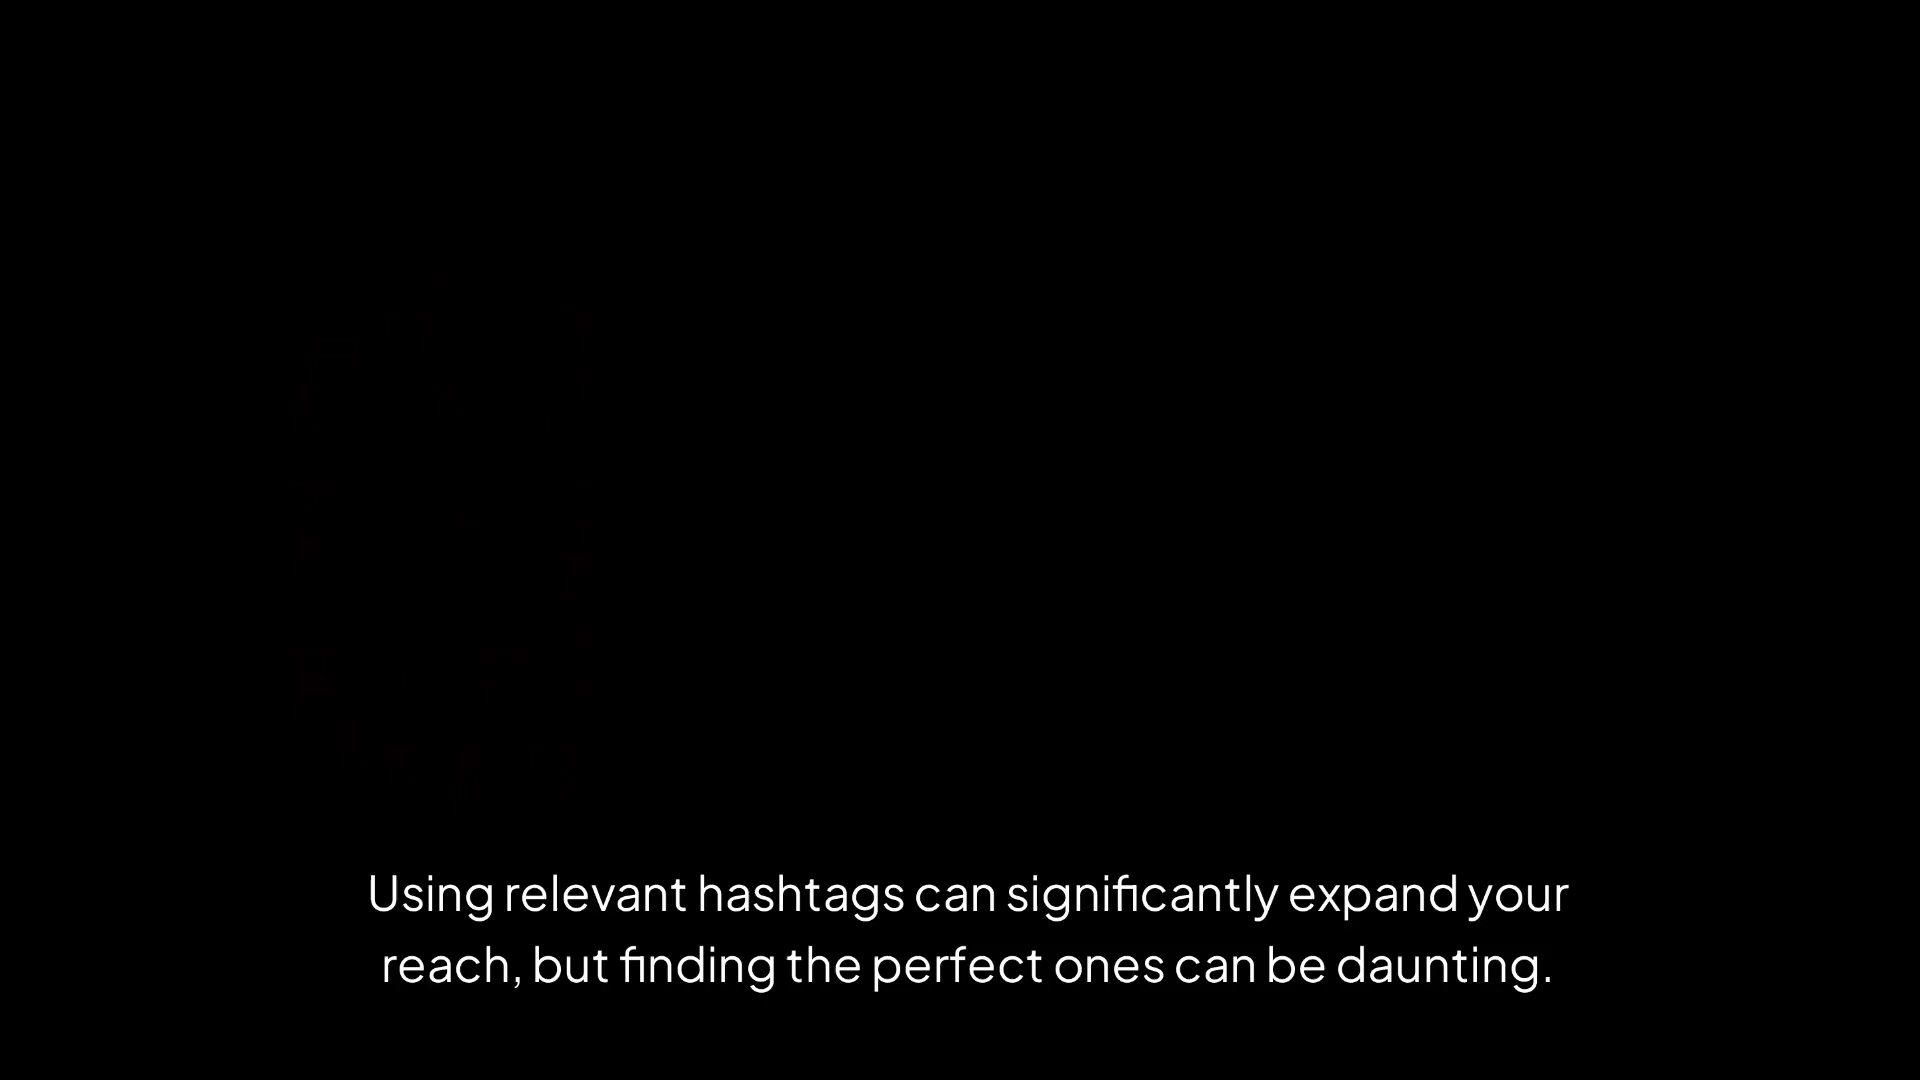 Using relevant hashtags can significantly expand your
reach, but finding the perfect ones can be daunting.